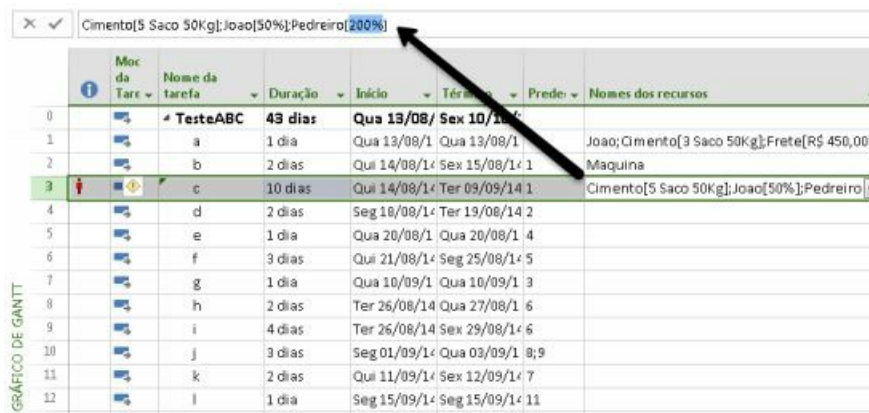 Cimento[5 Saco 50Kg];Joao[50%];Pedreiro[200%]
Moc da Tare Nome da tarefa Duração Início Término Prede Nomes dos recursos
0 TesteABC 43 dias Qua 13/08/ Sex 10/10/
1 a 1 dia Qua 13/08/1 Qua 13/08/1 Joao;Cimento[3 Saco 50Kg];Frete[R$ 450,00
2 b 2 dias Qui 14/08/14 Sex 15/08/14 1 Maquina
3 c 10 dias Qui 14/08/14 Ter 09/09/14 1 Cimento[5 Saco 50Kg];Joao[50%];Pedreiro
4 d 2 dias Seg 18/08/14 Ter 19/08/14 2
5 e 1 dia Qua 20/08/1 Qua 20/08/1 4
6 f 3 dias Qui 21/08/14 Seg 25/08/14 5
7 g 1 dia Qua 10/09/1 Qua 10/09/1 3
8 h 2 dias Ter 26/08/14 Qua 27/08/1 6
9 i 4 dias Ter 26/08/14 Sex 29/08/14 6
10 j 3 dias Seg 01/09/14 Qua 03/09/1 8;9
11 k 2 dias Qui 11/09/14 Sex 12/09/14 7
12 l 1 dia Seg 15/09/14 Seg 15/09/14 11
GRÁFICO DE GANTT